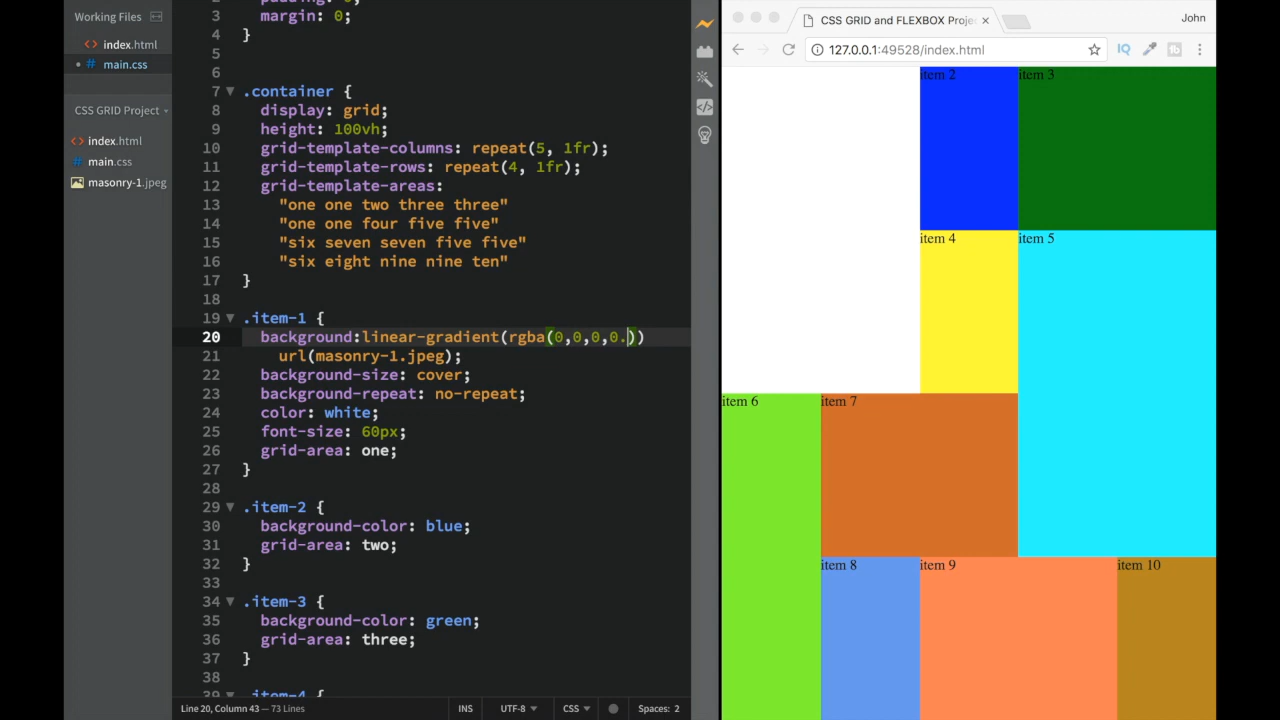 Working Files
index.html
main.css
CSS GRID Project
index.html
main.css
masonry-1.jpeg
3 margin: 0;
4 }
5
6
7 .container {
8 display: grid;
9 height: 100vh;
10 grid-template-columns: repeat(5, 1fr);
11 grid-template-rows: repeat(4, 1fr);
12 grid-template-areas:
13 "one one two three three"
14 "one one four five five"
15 "six seven seven five five"
16 "six eight nine nine ten"
17 }
18
19 .item-1 {
20 background:linear-gradient(rgba(0,0,0,0.))
21 url(masonry-1.jpeg);
22 background-size: cover;
23 background-repeat: no-repeat;
24 color: white;
25 font-size: 60px;
26 grid-area: one;
27 }
28
29 .item-2 {
30 background-color: blue;
31 grid-area: two;
32 }
33
34 .item-3 {
35 background-color: green;
36 grid-area: three;
37 }
38
39 .item-4 {
Line 20, Column 43 — 73 Lines
INS
UTF-8
CSS
Spaces: 2
CSS GRID and FLEXBOX Proje
John
127.0.0.1:49528/index.html
IQ
item 2
item 3
item 4
item 5
item 6
item 7
item 8
item 9
item 10